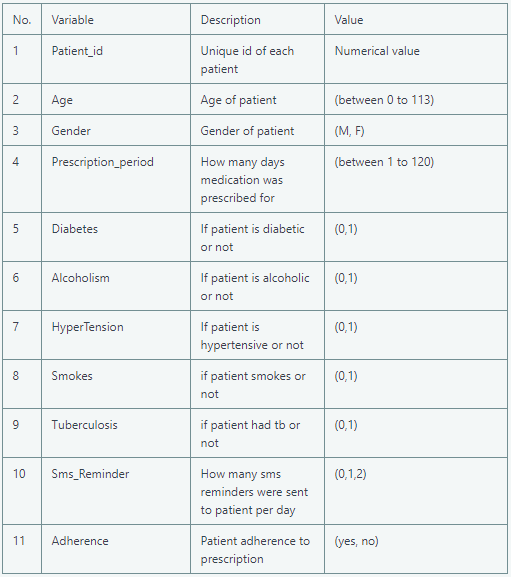 No. Variable Description Value
1 Patient_id Unique id of each Numerical value
patient
2 Age Age of patient (between 0 to 113)
3 Gender Gender of patient (M, F)
4 Prescription_period How many days (between 1 to 120)
medication was
prescribed for
5 Diabetes If patient is diabetic (0,1)
or not
6 Alcoholism If patient is alcoholic (0,1)
or not
7 HyperTension If patient is (0,1)
hypertensive or not
8 Smokes if patient smokes or (0,1)
not
9 Tuberculosis if patient had tb or (0,1)
not
10 Sms_Reminder How many sms (0,1,2)
reminders were sent
to patient per day
11 Adherence Patient adherence to (yes, no)
prescription